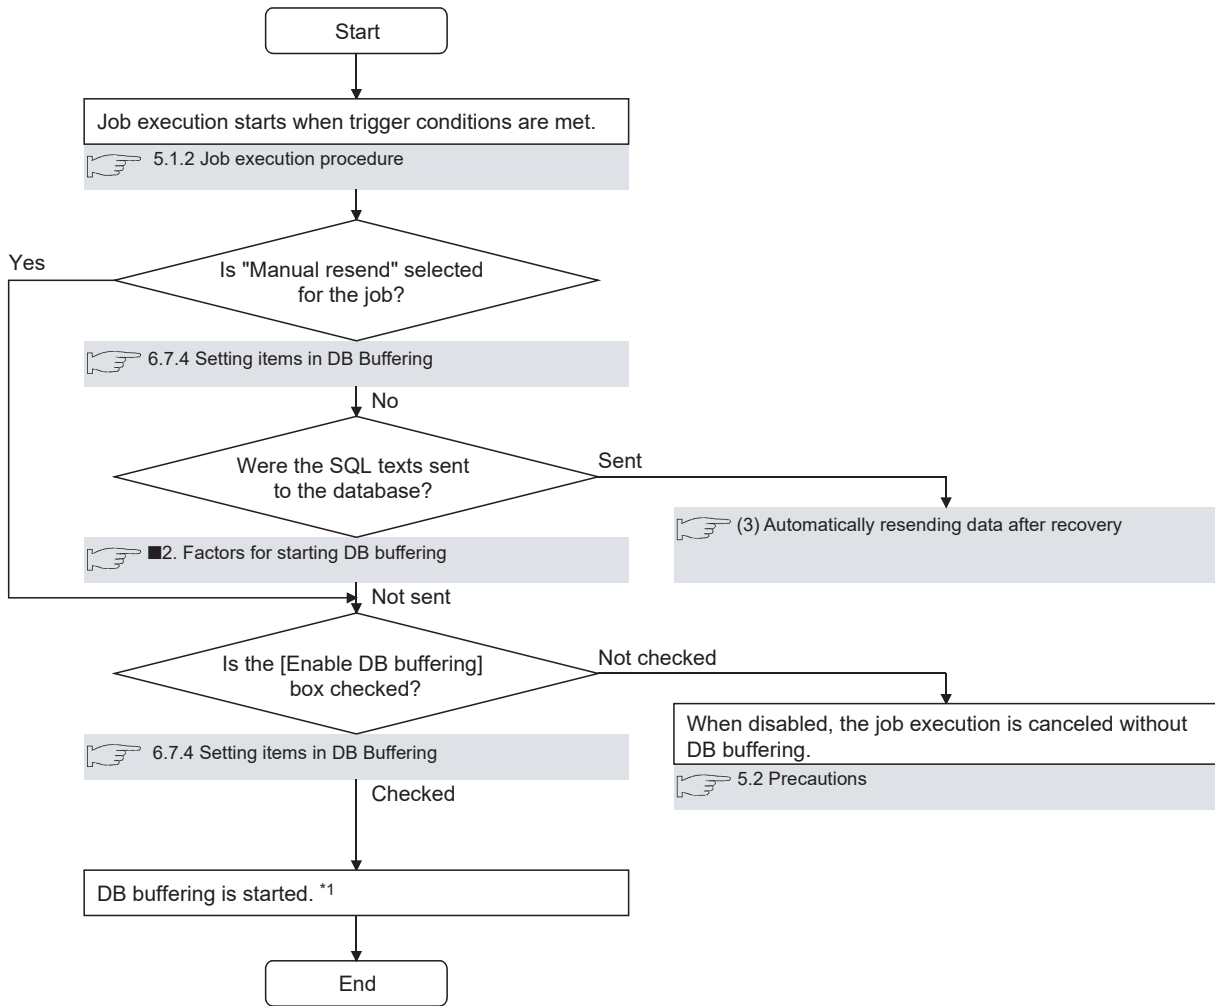 Start
Job execution starts when trigger conditions are met.
5.1.2 Job execution procedure
Yes
Is "Manual resend" selected
for the job?
6.7.4 Setting items in DB Buffering
No
Were the SQL texts sent
to the database?
Sent
(3) Automatically resending data after recovery
■2. Factors for starting DB buffering
Not sent
Is the [Enable DB buffering]
box checked?
Not checked
When disabled, the job execution is canceled without
DB buffering.
5.2 Precautions
6.7.4 Setting items in DB Buffering
Checked
DB buffering is started. *1
End